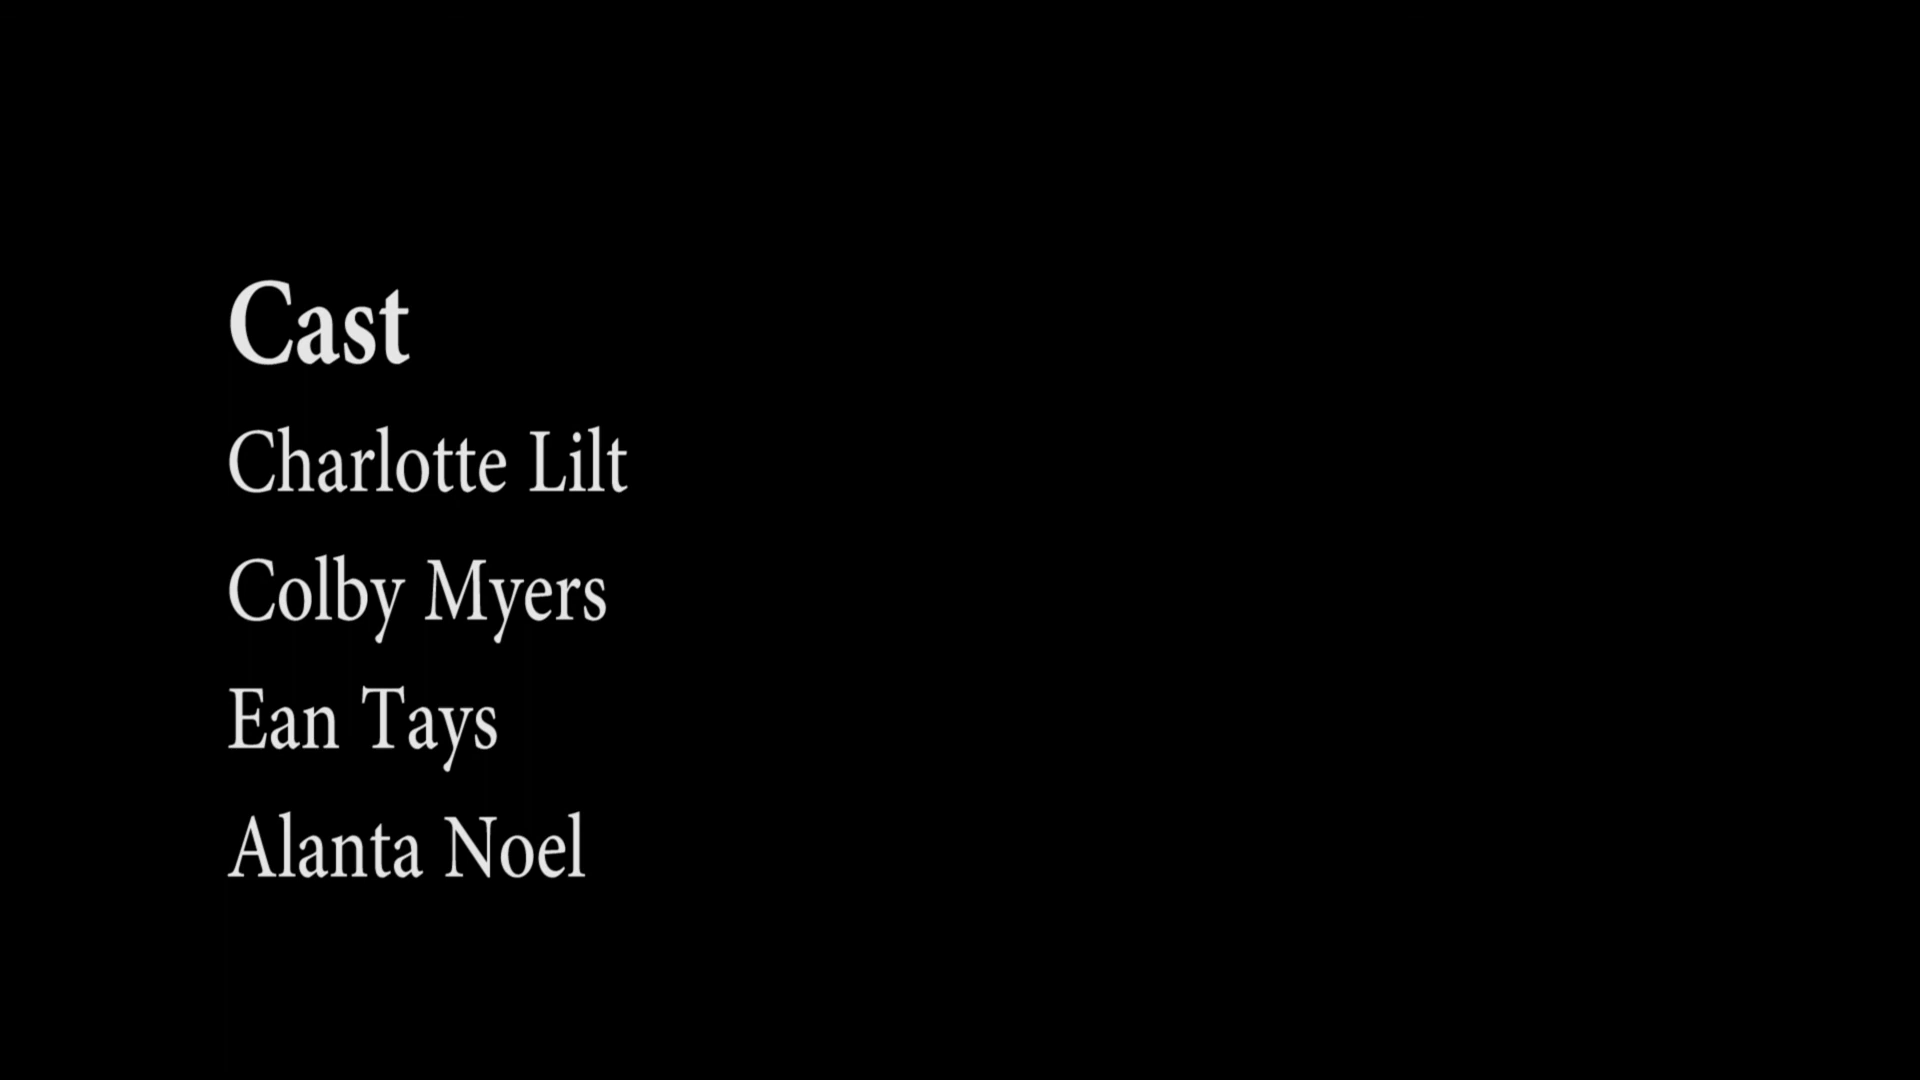 Cast
Charlotte Lilt
Colby Myers
Ean Tays
Alanta Noel